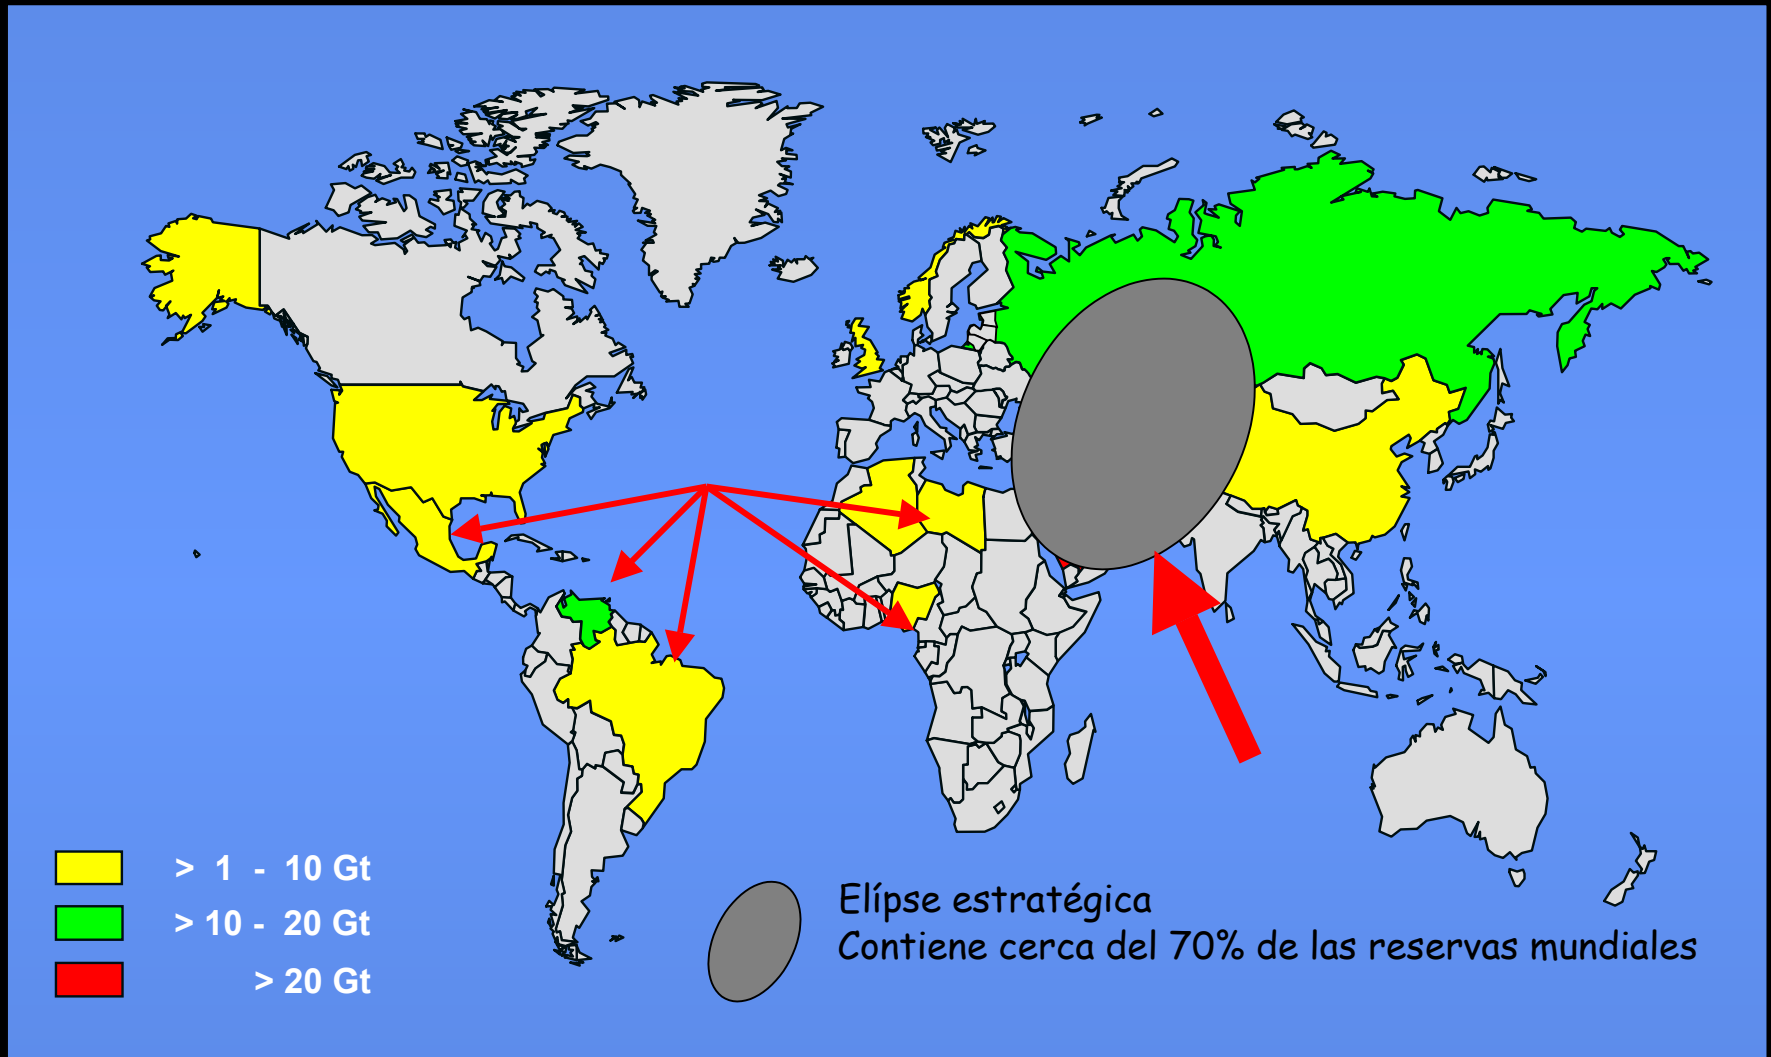 > 1 - 10 Gt
> 10 - 20 Gt
> 20 Gt
Elípse estratégica
Contiene cerca del 70% de las reservas mundiales